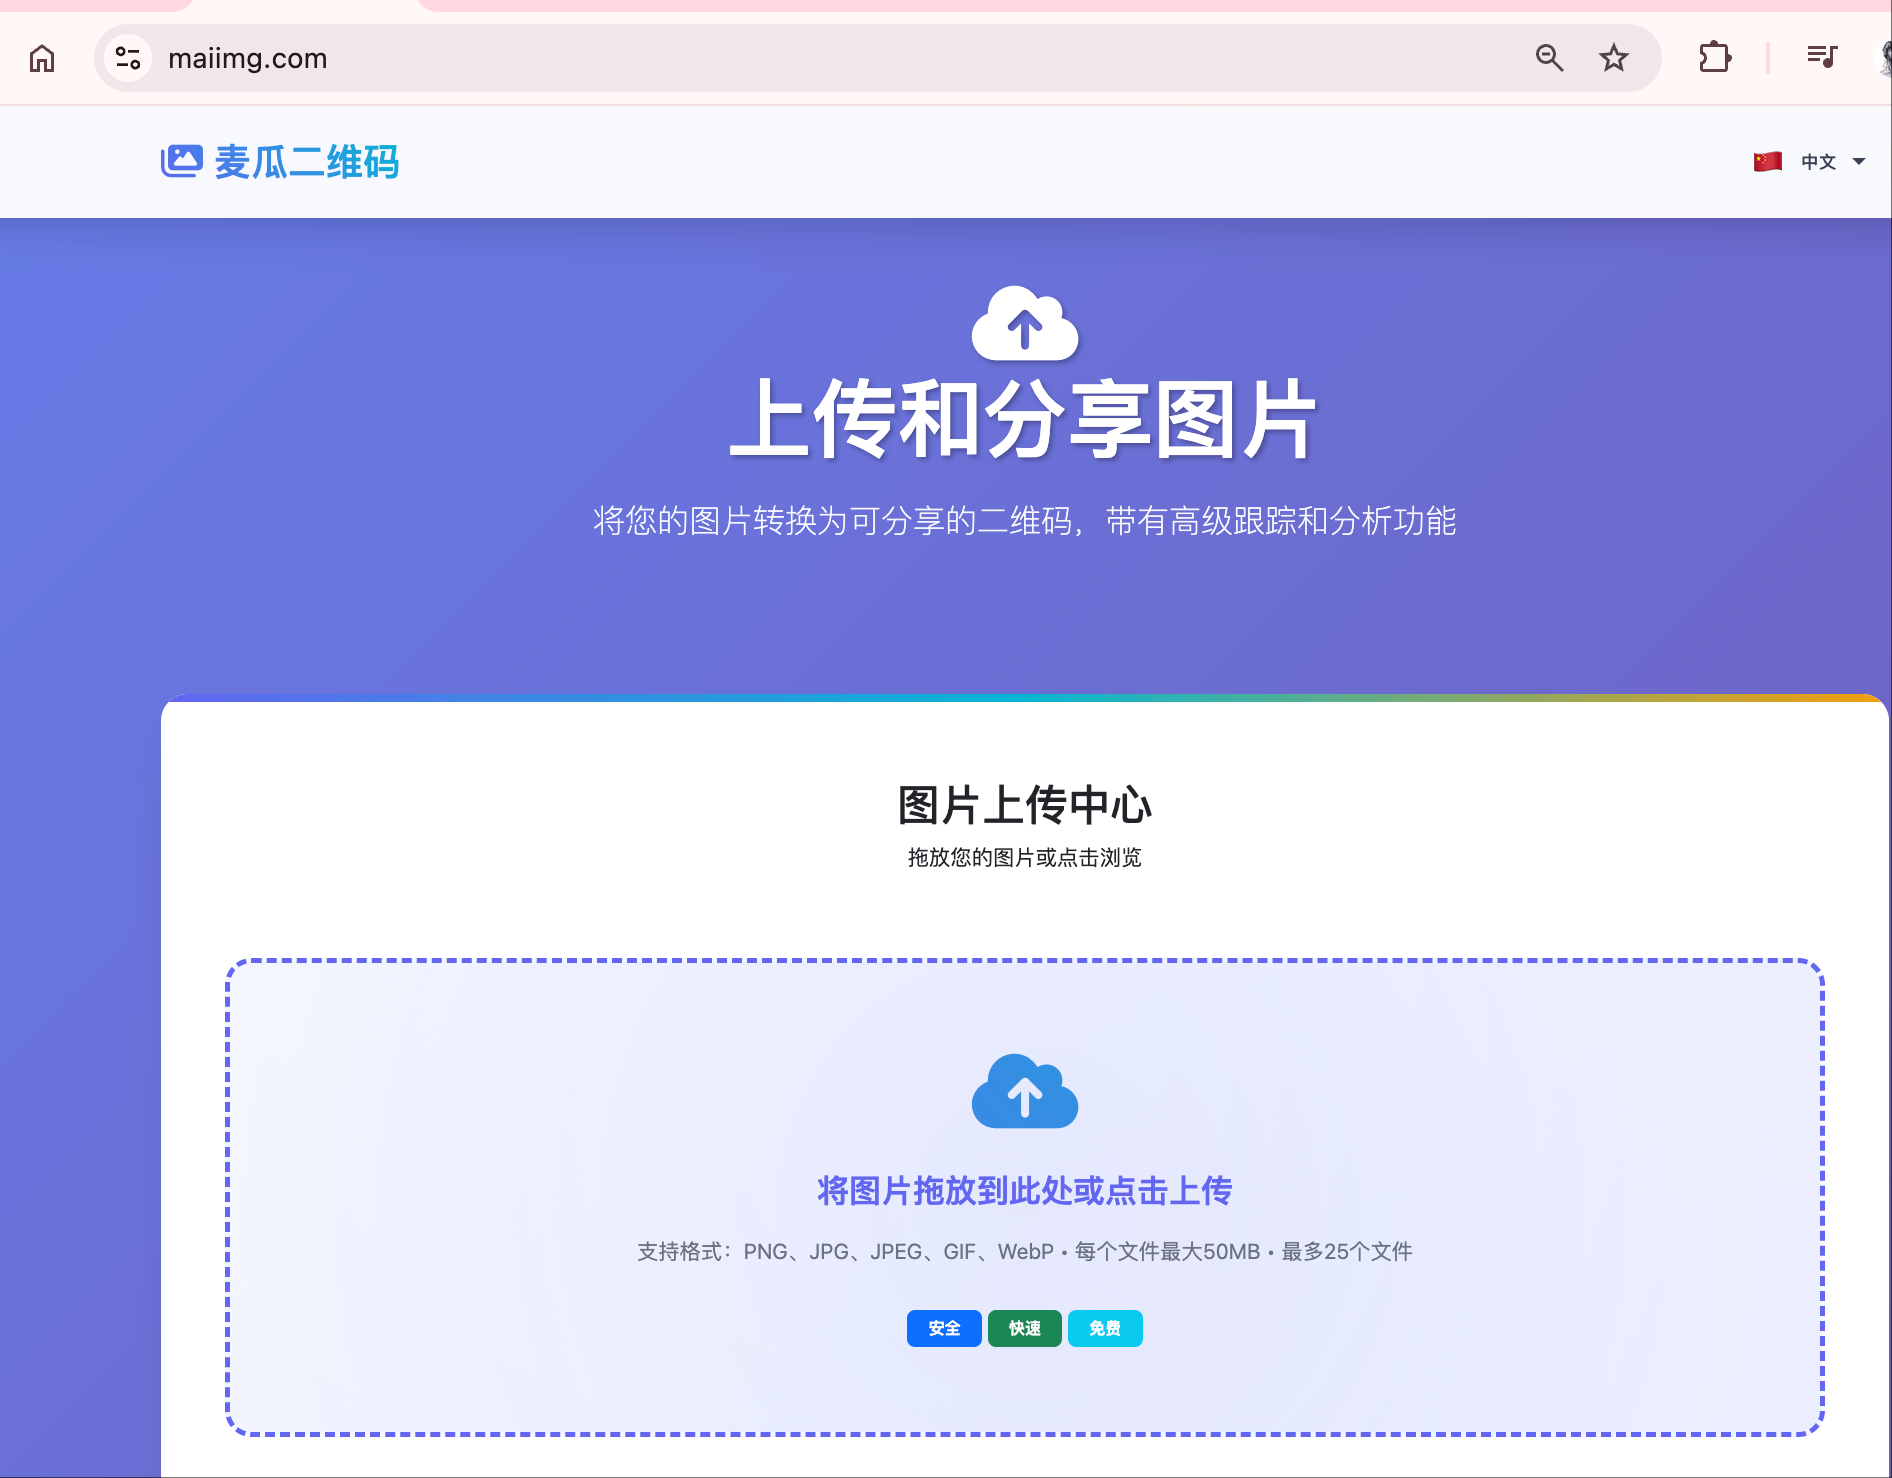 maiimg.com
麦瓜二维码
🇨🇳 中文
上传和分享图片
将您的图片转换为可分享的二维码，带有高级跟踪和分析功能
图片上传中心
拖放您的图片或点击浏览
将图片拖放到此处或点击上传
支持格式：PNG、JPG、JPEG、GIF、WebP • 每个文件最大50MB • 最多25个文件
安全 快速 免费